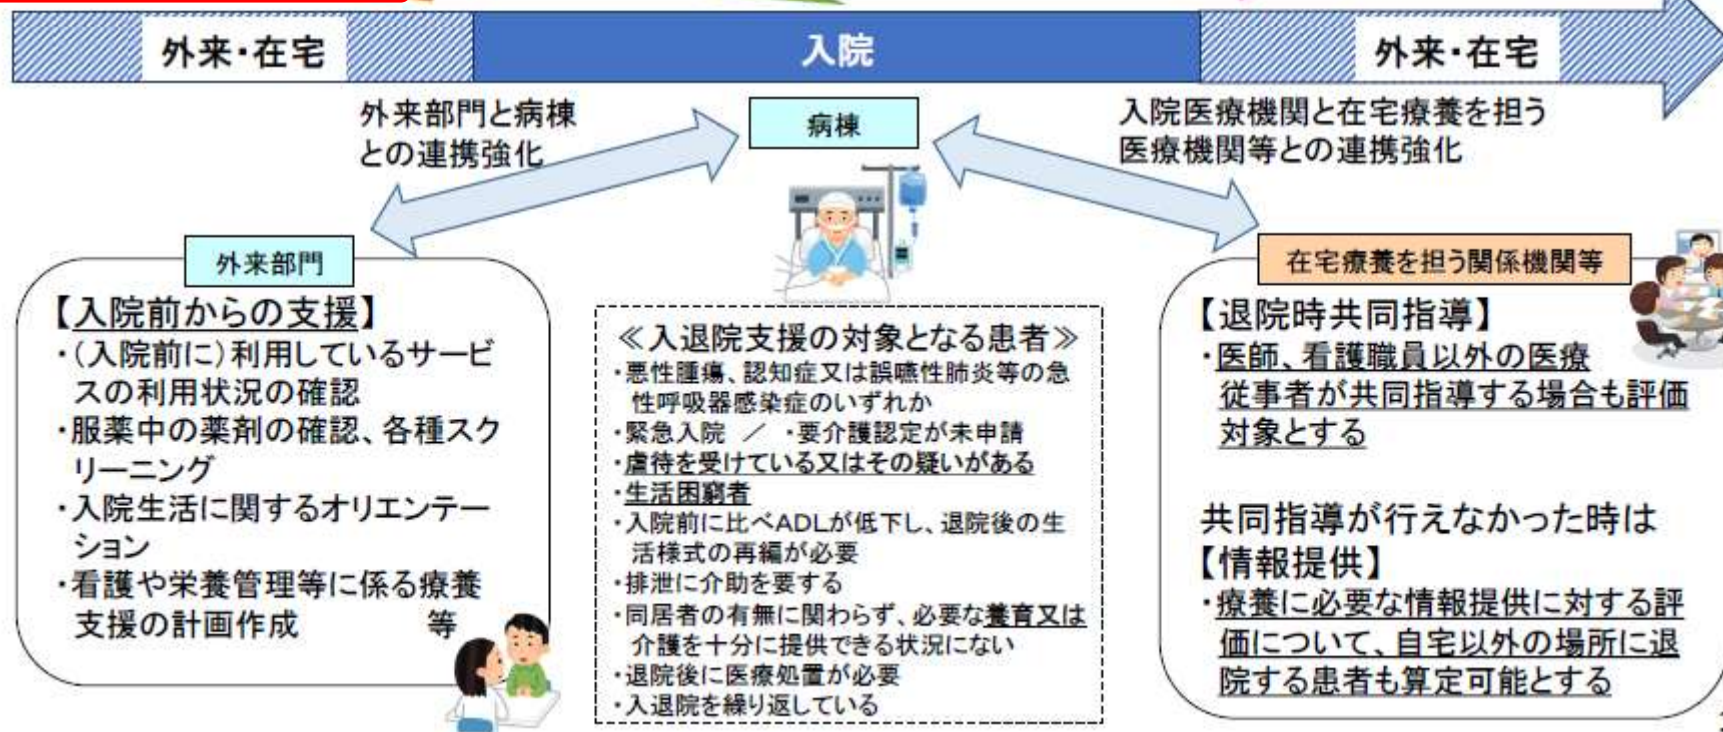 外来・在宅
入院
外来・在宅
外来部門と病棟
との連携強化
病棟
入院医療機関と在宅療養を担う
医療機関等との連携強化
外来部門
【入院前からの支援】
・(入院前に)利用しているサービ
スの利用状況の確認
・服薬中の薬剤の確認、各種スク
リーニング
・入院生活に関するオリエンテー
ション
・看護や栄養管理等に係る療養
支援の計画作成　　　　等
≪入退院支援の対象となる患者≫
・悪性腫瘍、認知症又は誤嚥性肺炎等の急
性呼吸器感染症のいずれか
・緊急入院　／　・要介護認定が未申請
・虐待を受けている又はその疑いがある
・生活困窮者
・入院前に比べADLが低下し、退院後の生
活様式の再編が必要
・排泄に介助を要する
・同居者の有無に関わらず、必要な養育又は
介護を十分に提供できる状況にない
・退院後に医療処置が必要
・入退院を繰り返している
在宅療養を担う関係機関等
【退院時共同指導】
・医師、看護職員以外の医療
従事者が共同指導する場合も評価
対象とする
共同指導が行えなかった時は
【情報提供】
・療養に必要な情報提供に対する評
価について、自宅以外の場所に退
院する患者も算定可能とする